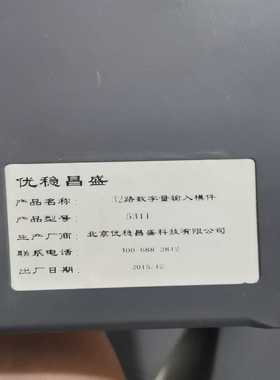 优稳昌盛
产品名称: 32路数字量输入模件
产品型号: 5311
生产厂商: 北京优稳昌盛科技有限公司
联系电话: 400-688-2812
出厂日期: 2015.12